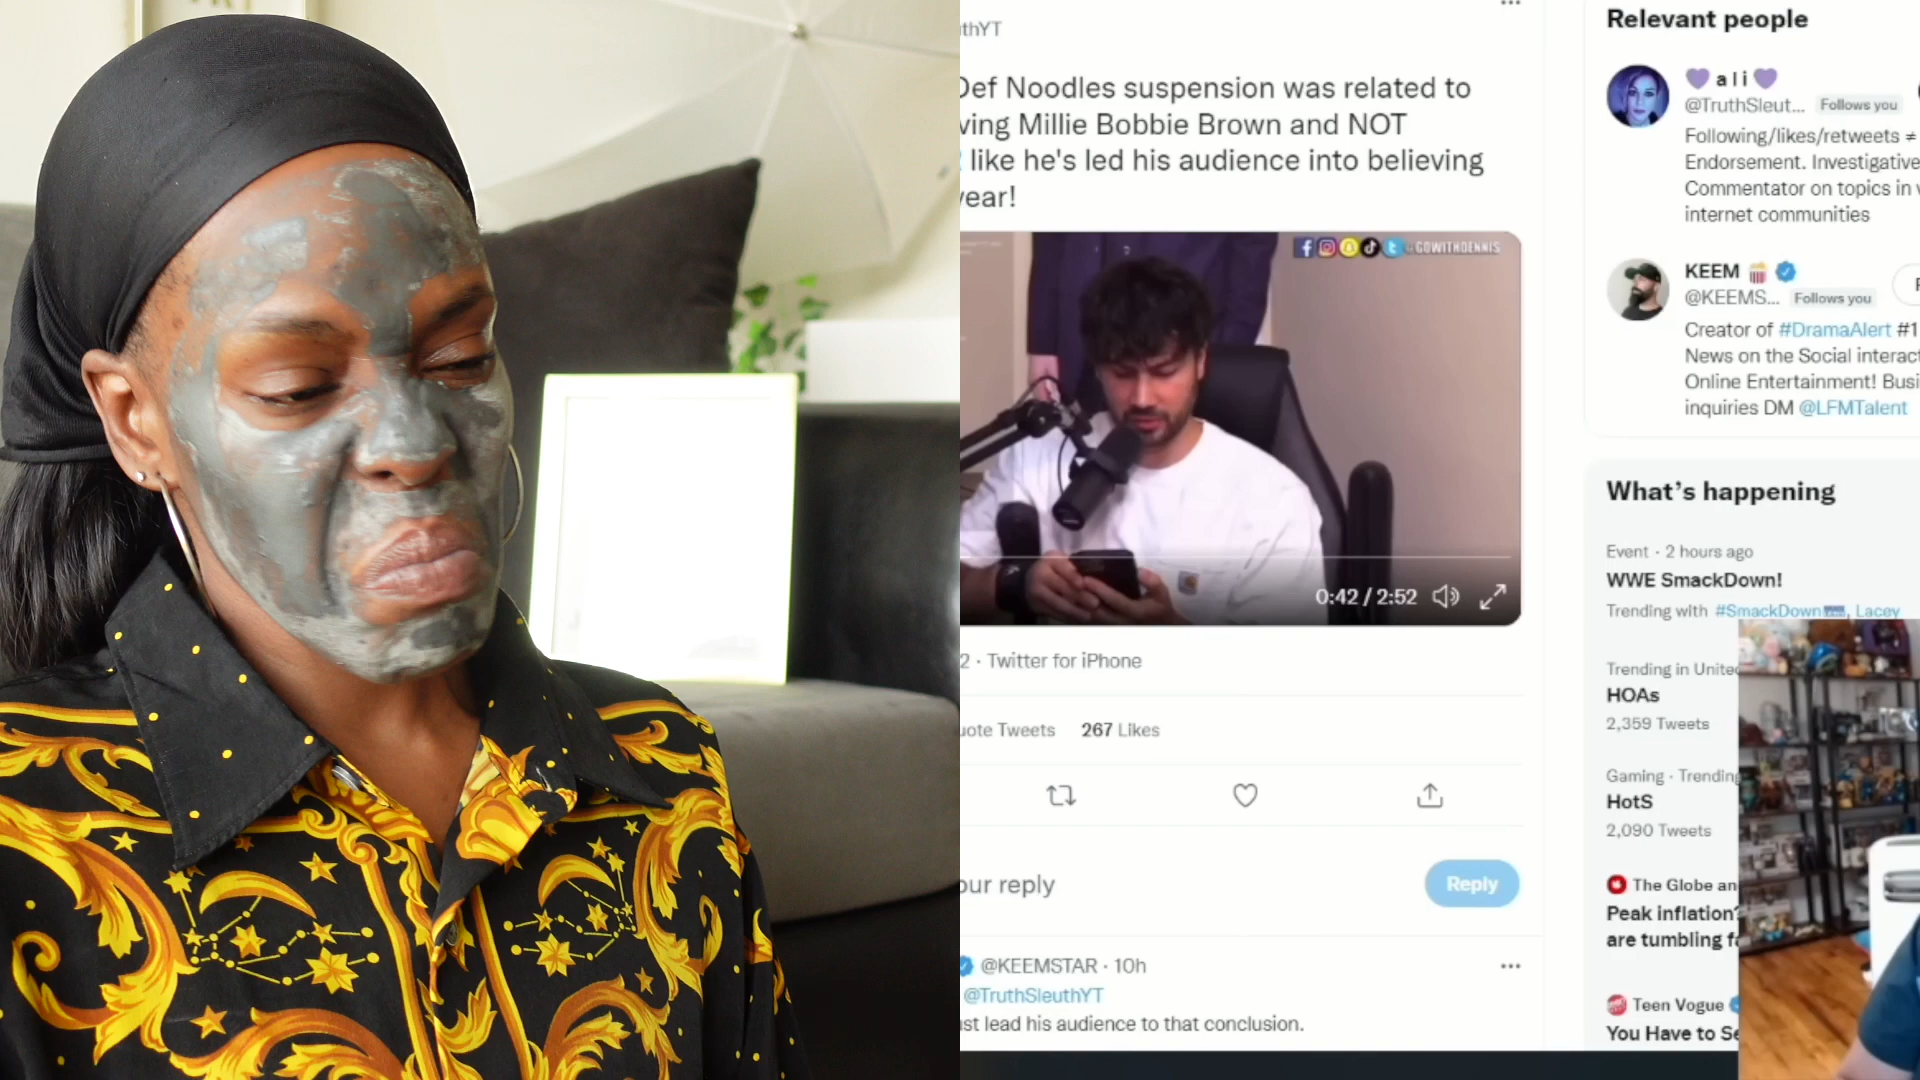 thYT
Def Noodles suspension was related to
ving Millie Bobbie Brown and NOT
like he's led his audience into believing
year!
GOWITHDENNIS
0:42 / 2:52
2 · Twitter for iPhone
uote Tweets 267 Likes
our reply
Reply
@KEEMSTAR · 10h
@TruthSleuthYT
ust lead his audience to that conclusion.
Relevant people
💜 a l i 💜
@TruthSleut... Follows you
Following/likes/retweets ≠
Endorsement. Investigative
Commentator on topics in v
internet communities
KEEM 🍿
@KEEMS... Follows you
Creator of #DramaAlert #1
News on the Social interact
Online Entertainment! Busi
inquiries DM @LFMTalent
What's happening
Event · 2 hours ago
WWE SmackDown!
Trending with #SmackDown, Lacey
Trending in Unite
HOAs
2,359 Tweets
Gaming · Trending
HotS
2,090 Tweets
The Globe an
Peak inflation?
are tumbling fa
Teen Vogue
You Have to Se